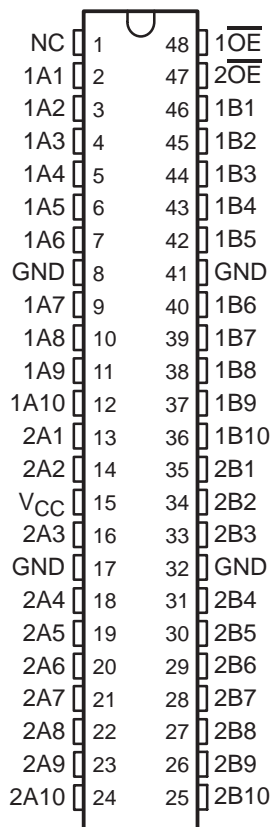 NC 1 48 1O̅E̅
1A1 2 47 2O̅E̅
1A2 3 46 1B1
1A3 4 45 1B2
1A4 5 44 1B3
1A5 6 43 1B4
1A6 7 42 1B5
GND 8 41 GND
1A7 9 40 1B6
1A8 10 39 1B7
1A9 11 38 1B8
1A10 12 37 1B9
2A1 13 36 1B10
2A2 14 35 2B1
VCC 15 34 2B2
2A3 16 33 2B3
GND 17 32 GND
2A4 18 31 2B4
2A5 19 30 2B5
2A6 20 29 2B6
2A7 21 28 2B7
2A8 22 27 2B8
2A9 23 26 2B9
2A10 24 25 2B10